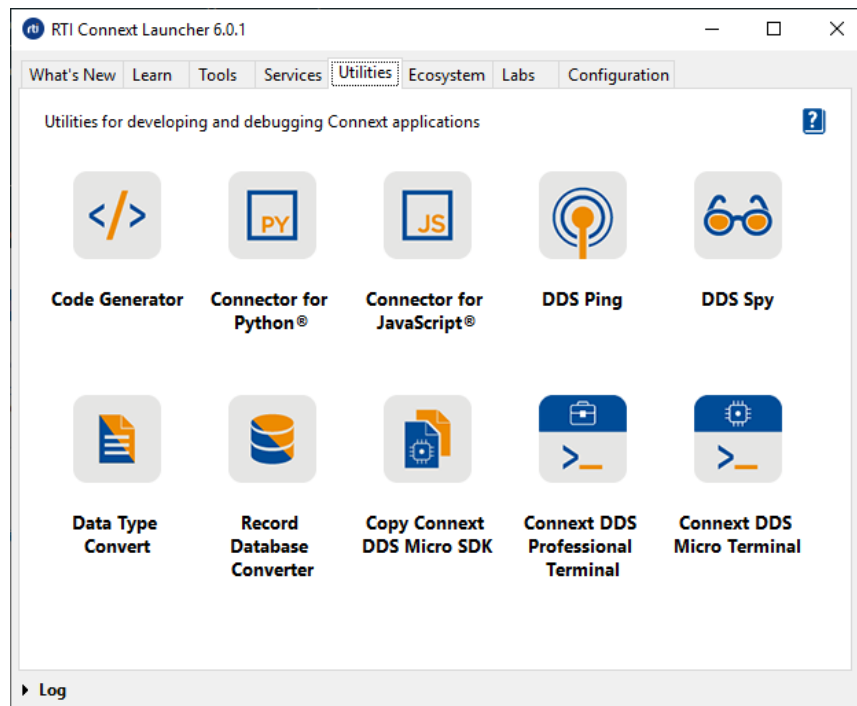 rti RTI Connext Launcher 6.0.1
What's New Learn Tools Services Utilities Ecosystem Labs Configuration
Utilities for developing and debugging Connext applications ?
</> PY JS
Code Generator Connector for Connector for DDS Ping DDS Spy
Python® JavaScript®
>_ >_
Data Type Record Copy Connext Connext DDS Connext DDS
Convert Database DDS Micro SDK Professional Micro Terminal
Converter Terminal
Log